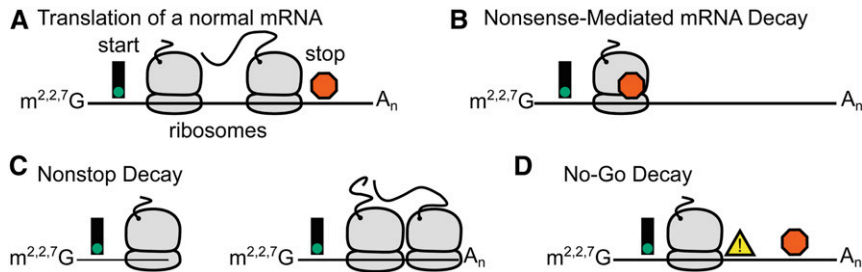 A Translation of a normal mRNA
start
stop
m2,2,7G An
ribosomes
B Nonsense-Mediated mRNA Decay
m2,2,7G An
C Nonstop Decay
m2,2,7G
m2,2,7G An
D No-Go Decay
!
m2,2,7G An